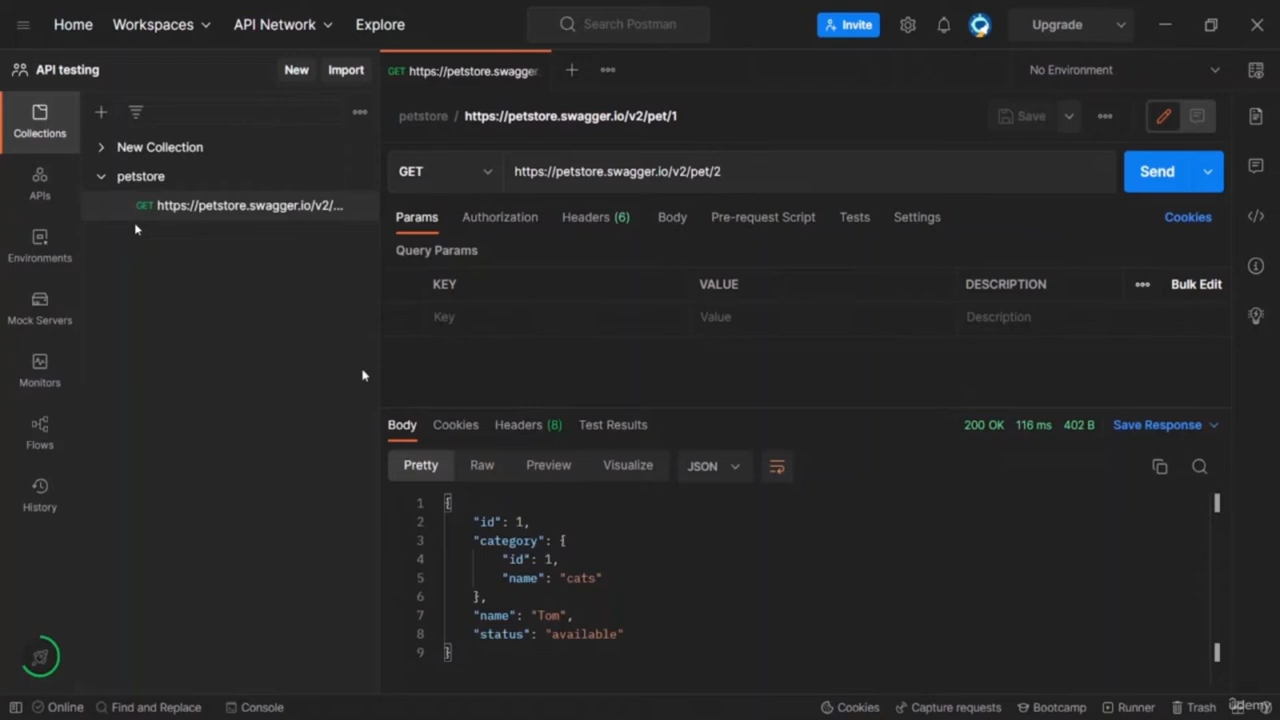 Home Workspaces API Network Explore Search Postman Invite Upgrade
API testing New Import GET https://petstore.swagger. No Environment
petstore / https://petstore.swagger.io/v2/pet/1 Save
Collections
New Collection
petstore
GET https://petstore.swagger.io/v2/...
APIs
Environments
Mock Servers
Monitors
Flows
History
GET https://petstore.swagger.io/v2/pet/2 Send
Params Authorization Headers (6) Body Pre-request Script Tests Settings Cookies
Query Params
KEY VALUE DESCRIPTION Bulk Edit
Key Value Description
Body Cookies Headers (8) Test Results 200 OK 116 ms 402 B Save Response
Pretty Raw Preview Visualize JSON
1 {
2 "id": 1,
3 "category": {
4 "id": 1,
5 "name": "cats"
6 },
7 "name": "Tom",
8 "status": "available"
9 }
Online Find and Replace Console Cookies Capture requests Bootcamp Runner Trash
udemy